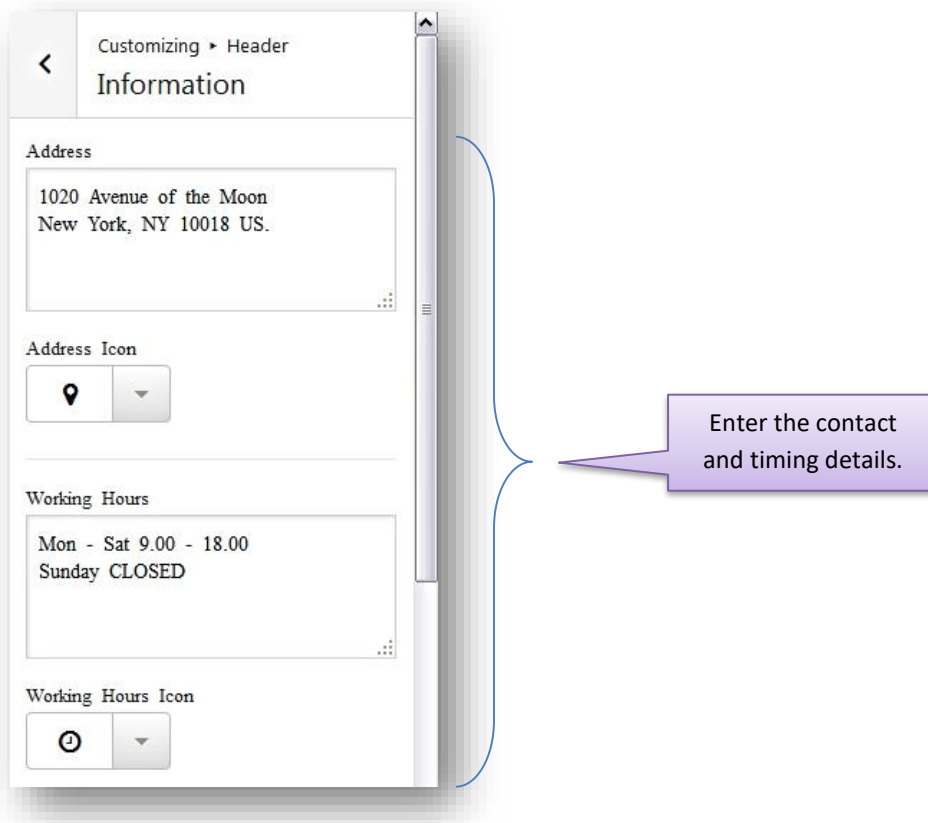 Customizing ▸ Header
Information
Address
1020 Avenue of the Moon
New York, NY 10018 US.
Address Icon
Working Hours
Mon - Sat 9.00 - 18.00
Sunday CLOSED
Working Hours Icon
Enter the contact
and timing details.